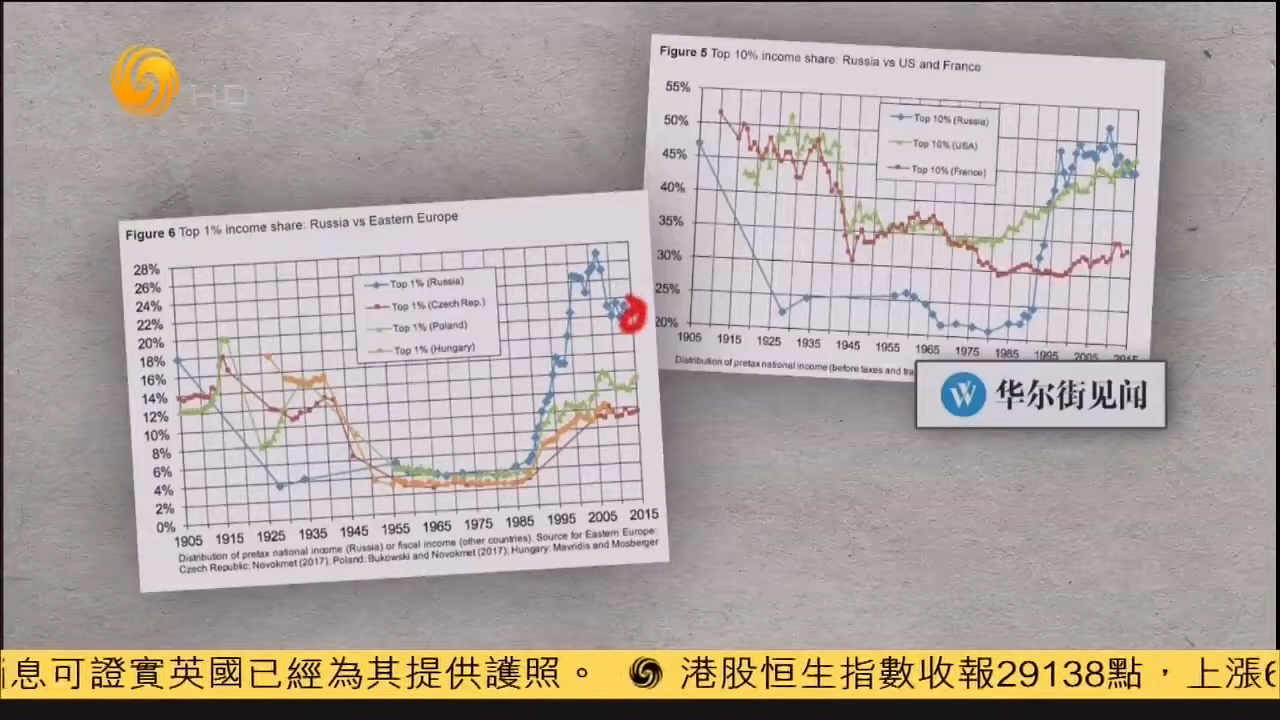 HD
Figure 5 Top 10% income share: Russia vs US and France
55%
50%
45%
40%
35%
30%
25%
20%
Top 10% (Russia)
Top 10% (USA)
Top 10% (France)
1905 1915 1925 1935 1945 1955 1965 1975 1985 1995 2005 2015
Distribution of pretax national income (before taxes and
Figure 6 Top 1% income share: Russia vs Eastern Europe
28%
26%
24%
22%
20%
18%
16%
14%
12%
10%
8%
6%
4%
2%
0%
Top 1% (Russia)
Top 1% (Czech Rep.)
Top 1% (Poland)
Top 1% (Hungary)
1905 1915 1925 1935 1945 1955 1965 1975 1985 1995 2005 2015
Distribution of pretax national income (Russia) or fiscal income (other countries). Source for Eastern Europe:
Czech Republic: Novokmet (2017); Poland: Bukowski and Novokmet (2017); Hungary: Mavridis and Mosberger
W 华尔街见闻
息可證實英國已經為其提供護照。 港股恒生指數收報29138點，上漲6